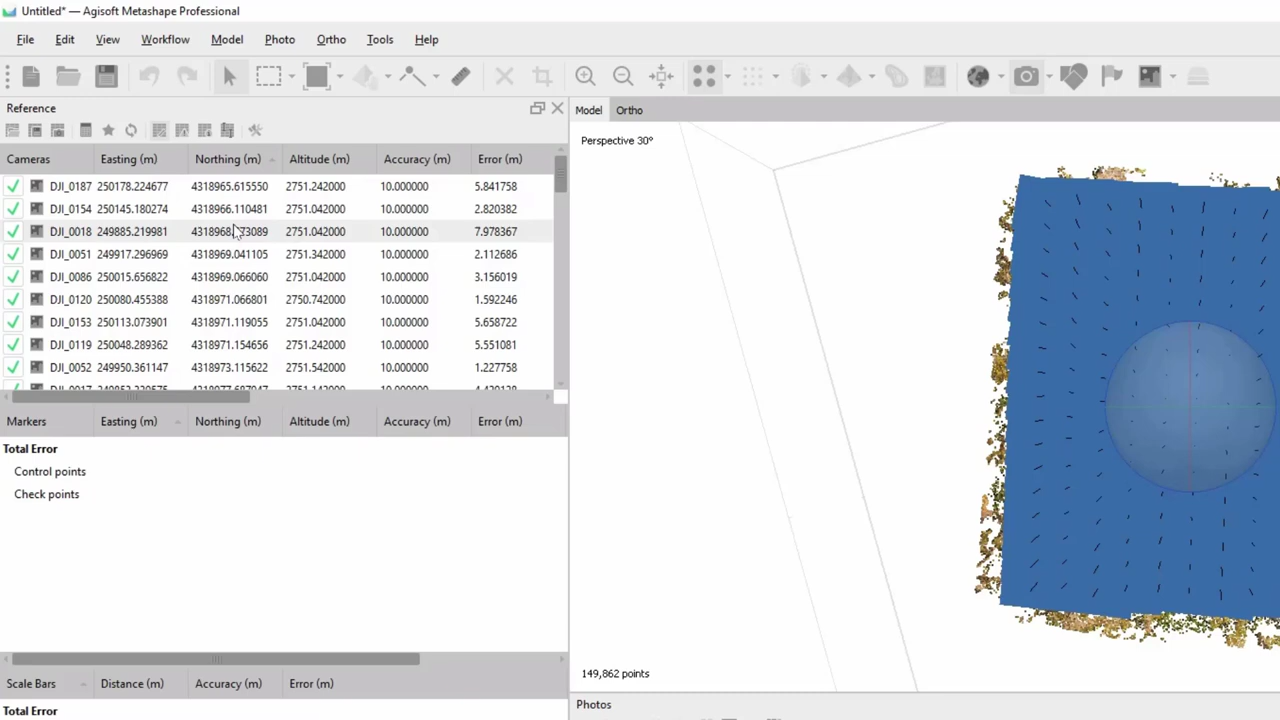 Untitled* — Agisoft Metashape Professional
File Edit View Workflow Model Photo Ortho Tools Help
Reference
Model Ortho
Perspective 30°
Cameras Easting (m) Northing (m) Altitude (m) Accuracy (m) Error (m)
DJI_0187 250178.224677 4318965.615550 2751.242000 10.000000 5.841758
DJI_0154 250145.180274 4318966.110481 2751.042000 10.000000 2.820382
DJI_0018 249885.219981 2751.042000 10.000000 7.978367
DJI_0051 249917.296969 4318969.041105 2751.342000 10.000000 2.112686
DJI_0086 250015.656822 4318969.066060 2751.042000 10.000000 3.156019
DJI_0120 250080.455388 4318971.066801 2750.742000 10.000000 1.592246
DJI_0153 250113.073901 4318971.119055 2751.042000 10.000000 5.658722
DJI_0119 250048.289362 4318971.154656 2751.242000 10.000000 5.551081
DJI_0052 249950.361147 4318973.115622 2751.542000 10.000000 1.227758
Markers Easting (m) Northing (m) Altitude (m) Accuracy (m) Error (m)
Total Error
Control points
Check points
149,862 points
Scale Bars Distance (m) Accuracy (m) Error (m)
Photos
Total Error